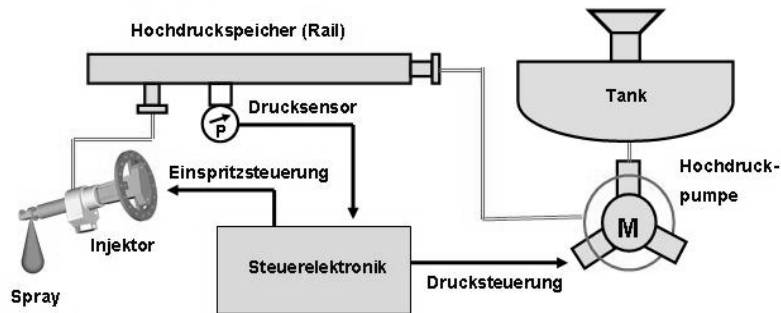 Hochdruckspeicher (Rail)
Tank
Drucksensor
P
Hochdruck-
pumpe
Einspritzsteuerung
M
Injektor
Steuerelektronik
Drucksteuerung
Spray